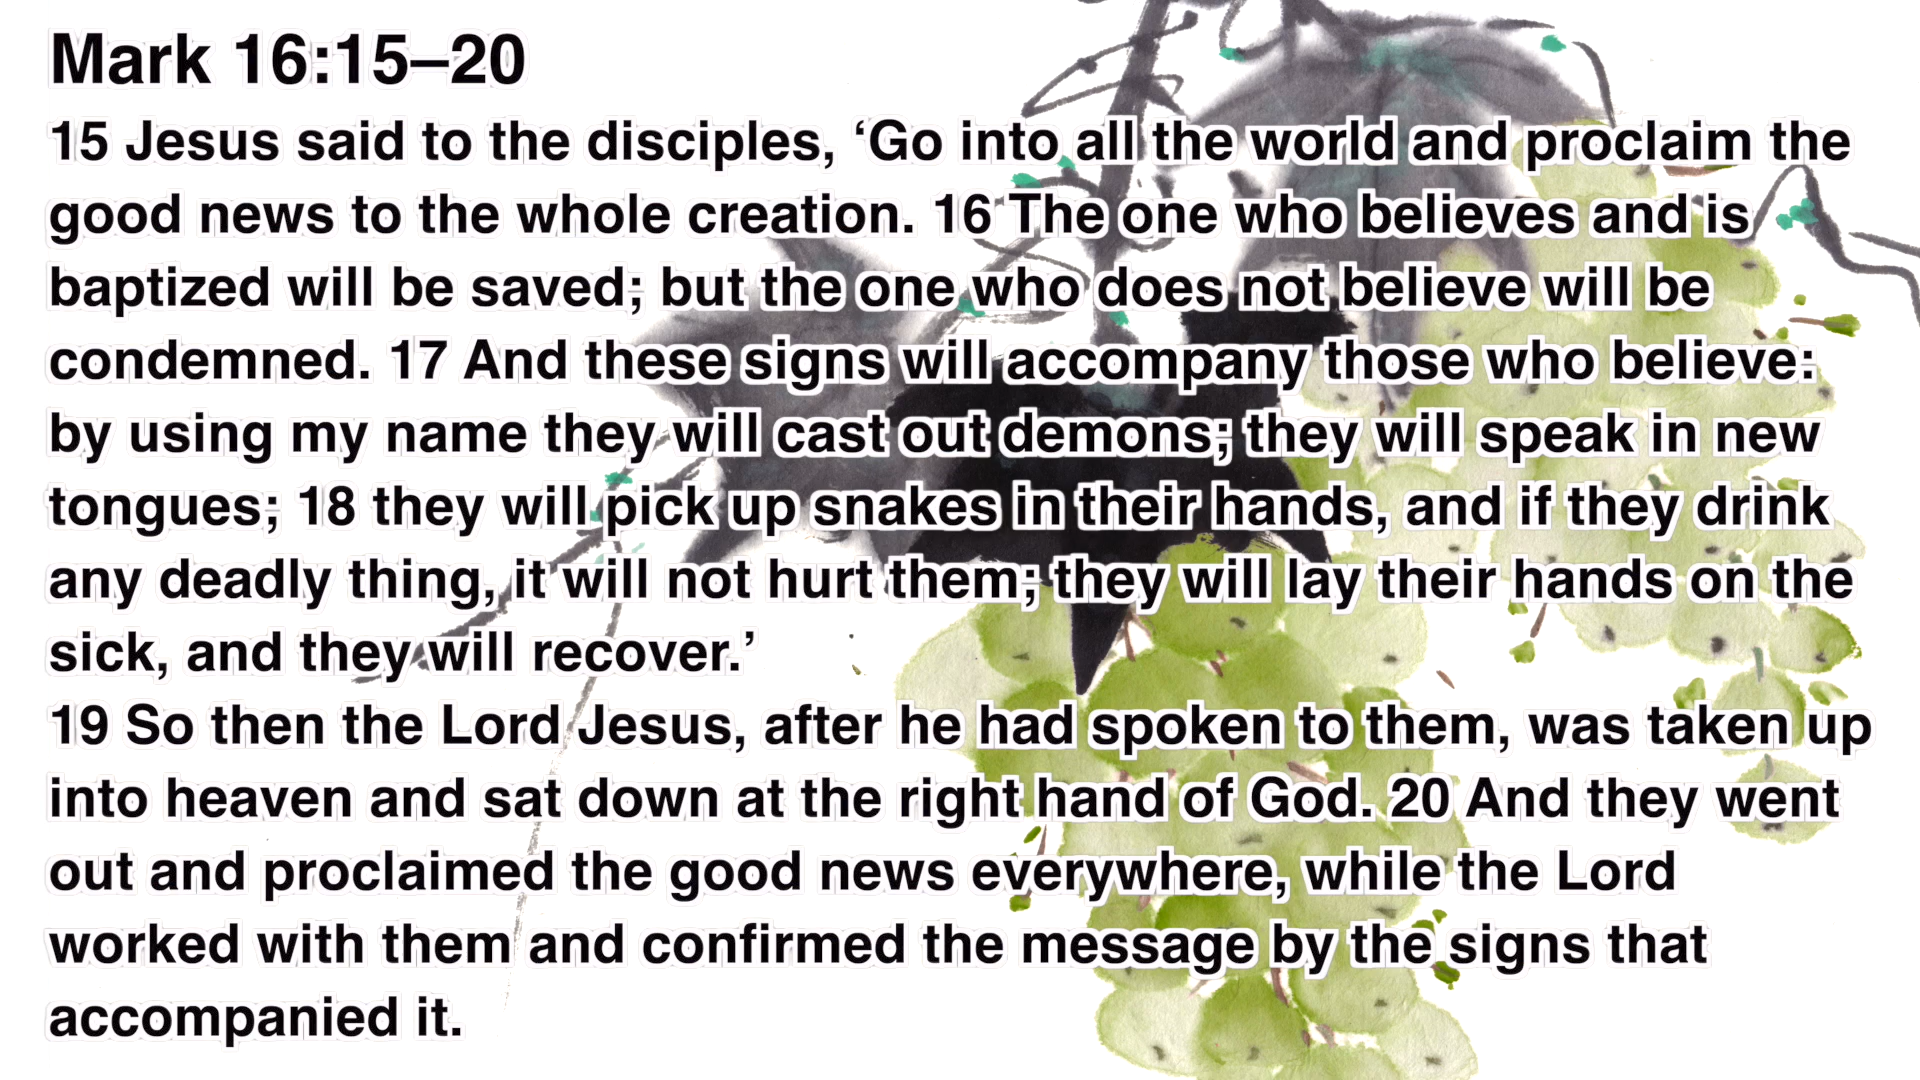 Mark 16:15–20
15 Jesus said to the disciples, ‘Go into all the world and proclaim the
good news to the whole creation. 16 The one who believes and is
baptized will be saved; but the one who does not believe will be
condemned. 17 And these signs will accompany those who believe:
by using my name they will cast out demons; they will speak in new
tongues; 18 they will pick up snakes in their hands, and if they drink
any deadly thing, it will not hurt them; they will lay their hands on the
sick, and they will recover.’
19 So then the Lord Jesus, after he had spoken to them, was taken up
into heaven and sat down at the right hand of God. 20 And they went
out and proclaimed the good news everywhere, while the Lord
worked with them and confirmed the message by the signs that
accompanied it.